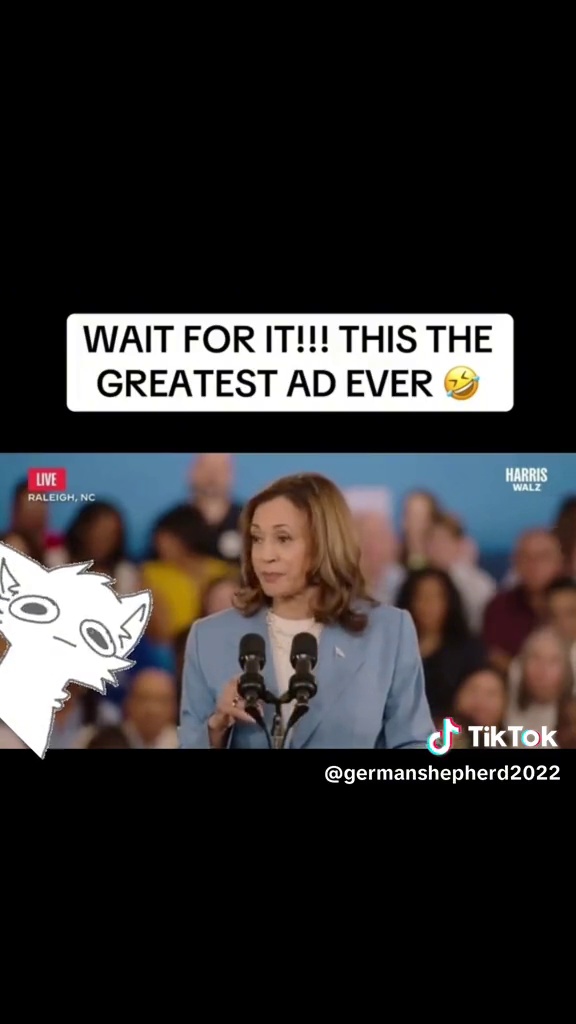 WAIT FOR IT!!! THIS THE
GREATEST AD EVER 🤣
LIVE
RALEIGH, NC
HARRIS
WALZ
TikTok
@germanshepherd2022